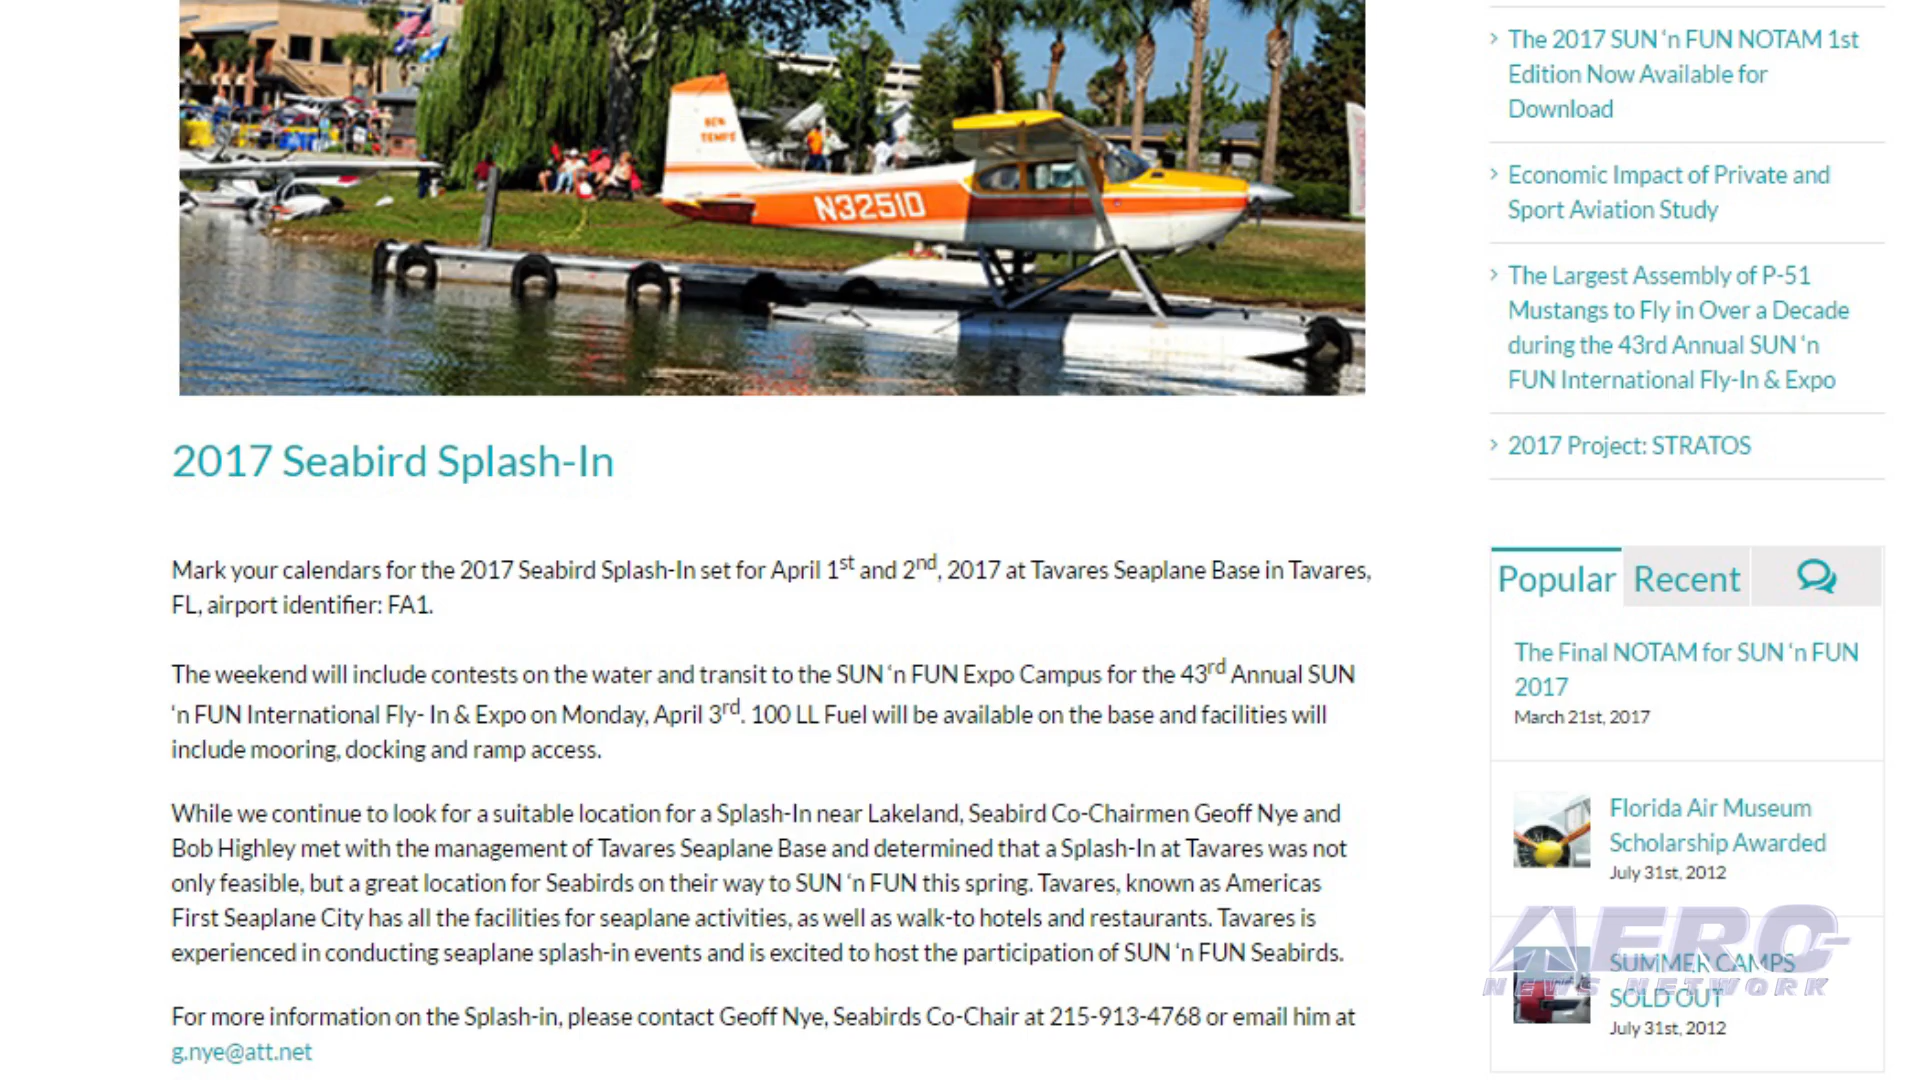 BEN
TEMPE
N3251D
2017 Seabird Splash-In
Mark your calendars for the 2017 Seabird Splash-In set for April 1st and 2nd, 2017 at Tavares Seaplane Base in Tavares,
FL, airport identifier: FA1.
The weekend will include contests on the water and transit to the SUN ‘n FUN Expo Campus for the 43rd Annual SUN
‘n FUN International Fly- In & Expo on Monday, April 3rd. 100 LL Fuel will be available on the base and facilities will
include mooring, docking and ramp access.
While we continue to look for a suitable location for a Splash-In near Lakeland, Seabird Co-Chairmen Geoff Nye and
Bob Highley met with the management of Tavares Seaplane Base and determined that a Splash-In at Tavares was not
only feasible, but a great location for Seabirds on their way to SUN ‘n FUN this spring. Tavares, known as Americas
First Seaplane City has all the facilities for seaplane activities, as well as walk-to hotels and restaurants. Tavares is
experienced in conducting seaplane splash-in events and is excited to host the participation of SUN ‘n FUN Seabirds.
For more information on the Splash-in, please contact Geoff Nye, Seabirds Co-Chair at 215-913-4768 or email him at
g.nye@att.net
The 2017 SUN ‘n FUN NOTAM 1st
Edition Now Available for
Download
Economic Impact of Private and
Sport Aviation Study
The Largest Assembly of P-51
Mustangs to Fly in Over a Decade
during the 43rd Annual SUN ‘n
FUN International Fly-In & Expo
2017 Project: STRATOS
Popular Recent
The Final NOTAM for SUN ‘n FUN
2017
March 21st, 2017
Florida Air Museum
Scholarship Awarded
July 31st, 2012
SUMMER CAMPS
SOLD OUT
July 31st, 2012
AERO-
NEWS NETWORK